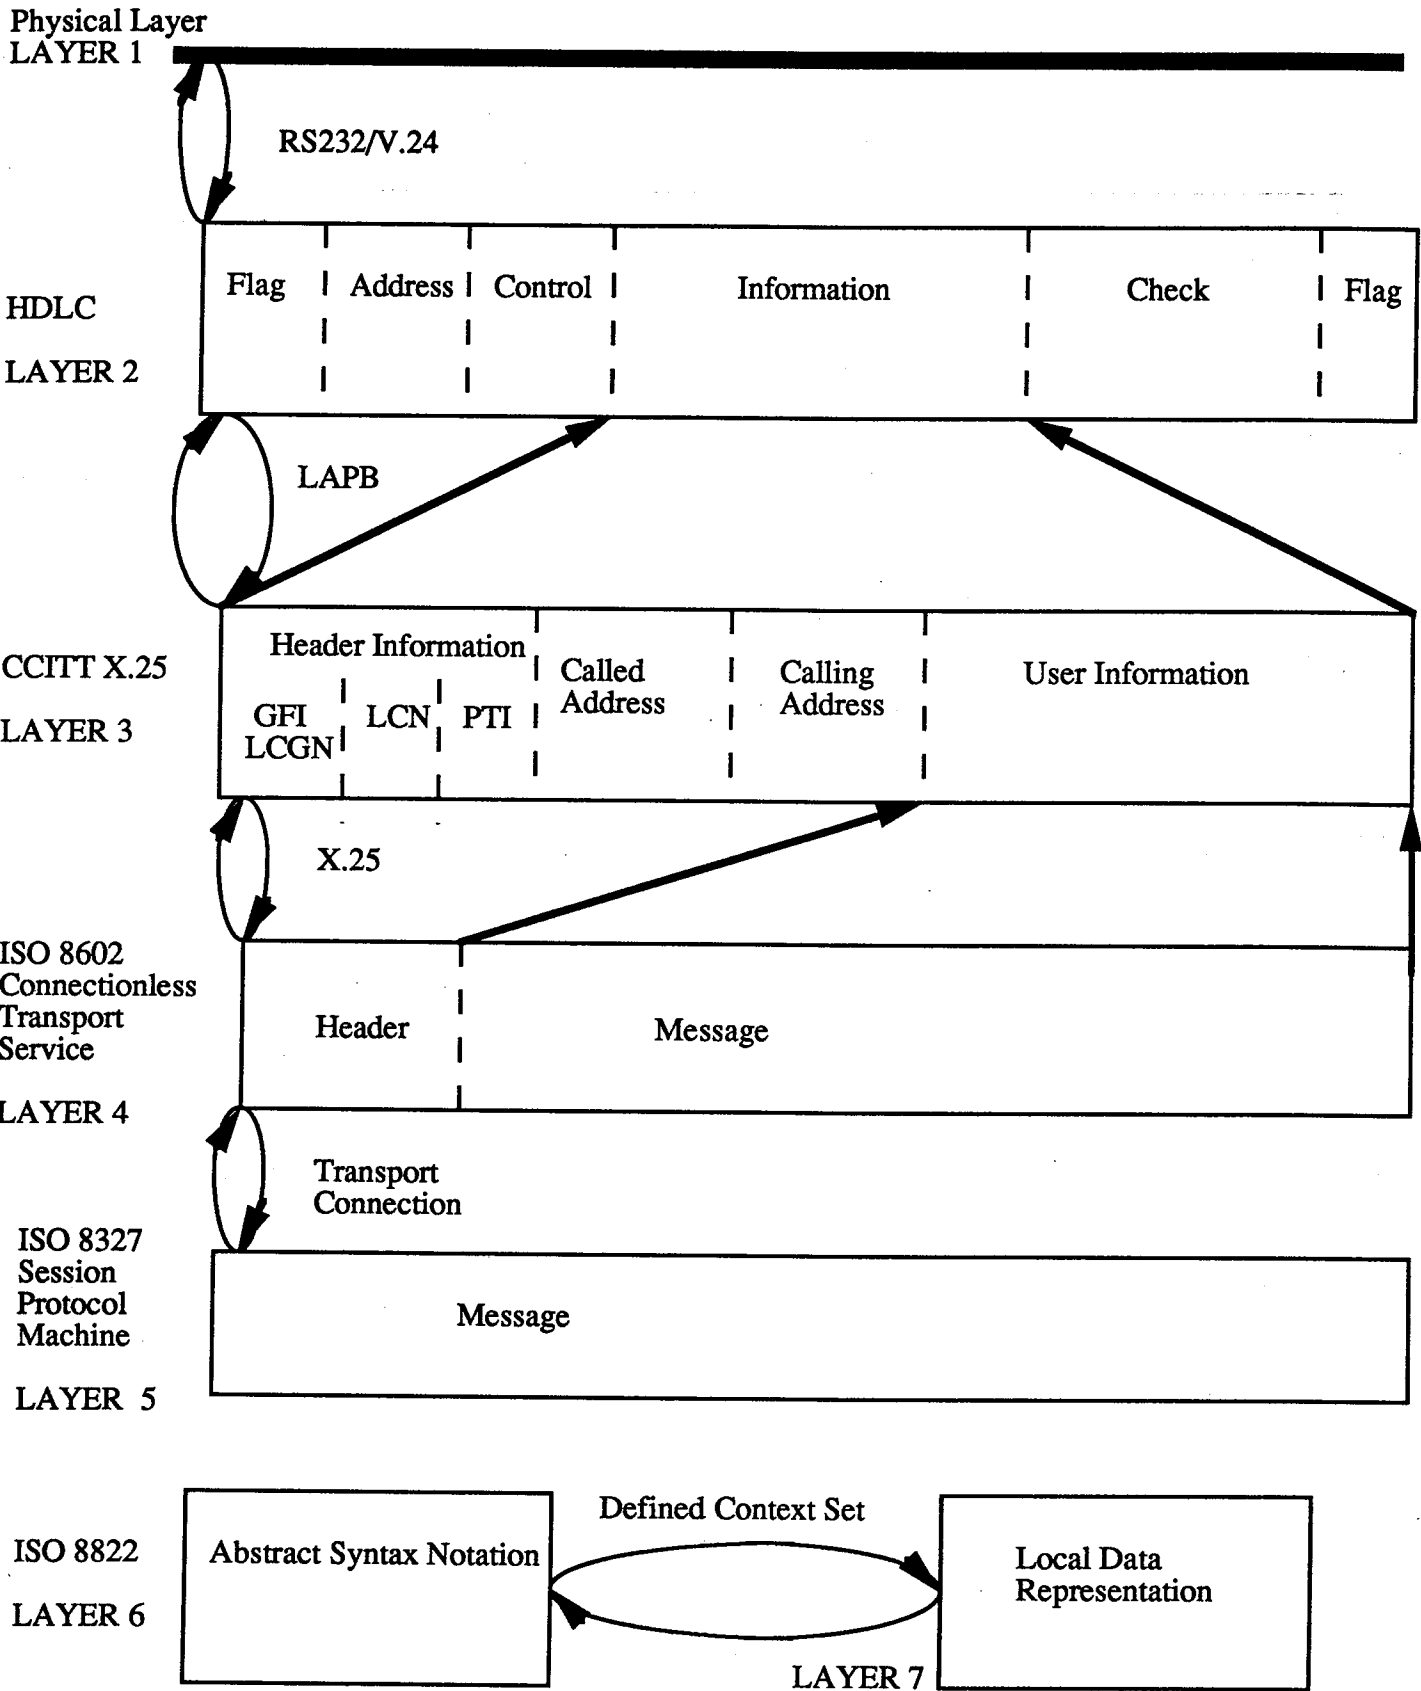 Physical Layer
LAYER 1
RS232/V.24
Flag
Address
Control
Information
Check
Flag
HDLC
LAYER 2
LAPB
Header Information
CCITT X.25
Called
Address
Calling
Address
User Information
GFI
LCGN
LCN
PTI
LAYER 3
X.25
ISO 8602
Connectionless
Transport
Service
Header
Message
LAYER 4
Transport
Connection
ISO 8327
Session
Protocol
Machine
Message
LAYER 5
Defined Context Set
ISO 8822
Abstract Syntax Notation
Local Data
Representation
LAYER 6
LAYER 7